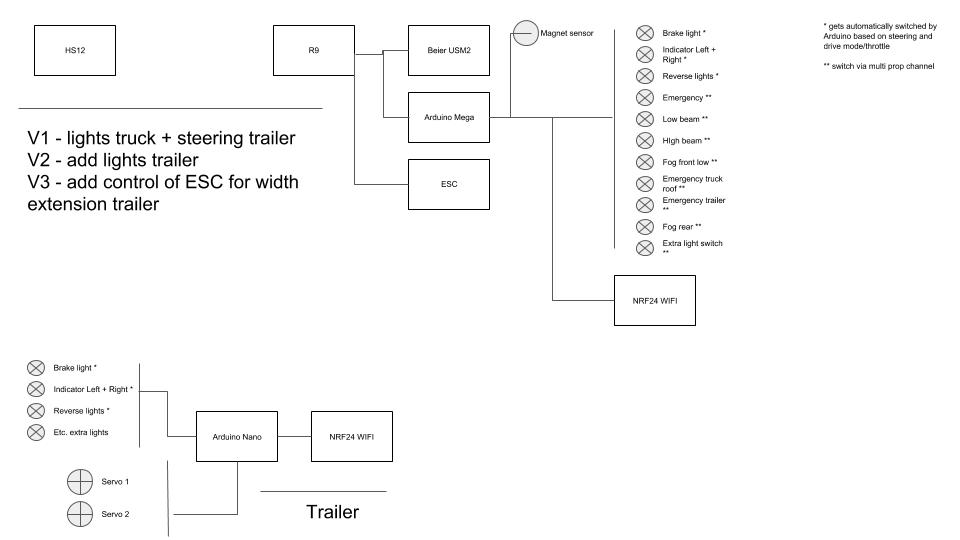 HS12
R9
Beier USM2
Arduino Mega
ESC
Magnet sensor
Brake light *
Indicator Left +
Right *
Reverse lights *
Emergency **
Low beam **
HIgh beam **
Fog front low **
Emergency truck
roof **
Emergency trailer
**
Fog rear **
Extra light switch
**
* gets automatically switched by
Arduino based on steering and
drive mode/throttle
** switch via multi prop channel
V1 - lights truck + steering trailer
V2 - add lights trailer
V3 - add control of ESC for width
extension trailer
NRF24 WIFI
Brake light *
Indicator Left + Right *
Reverse lights *
Etc. extra lights
Arduino Nano
NRF24 WIFI
Servo 1
Servo 2
Trailer